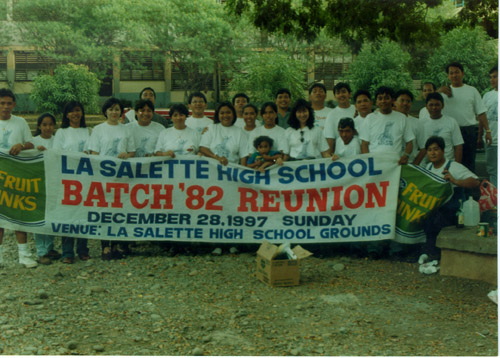 LA SALETTE HIGH SCHOOL
BATCH '82 REUNION
DECEMBER 28, 1997 SUNDAY
VENUE: LA SALETTE HIGH SCHOOL GROUNDS
FRUIT
NKS
FRUIT
NKS